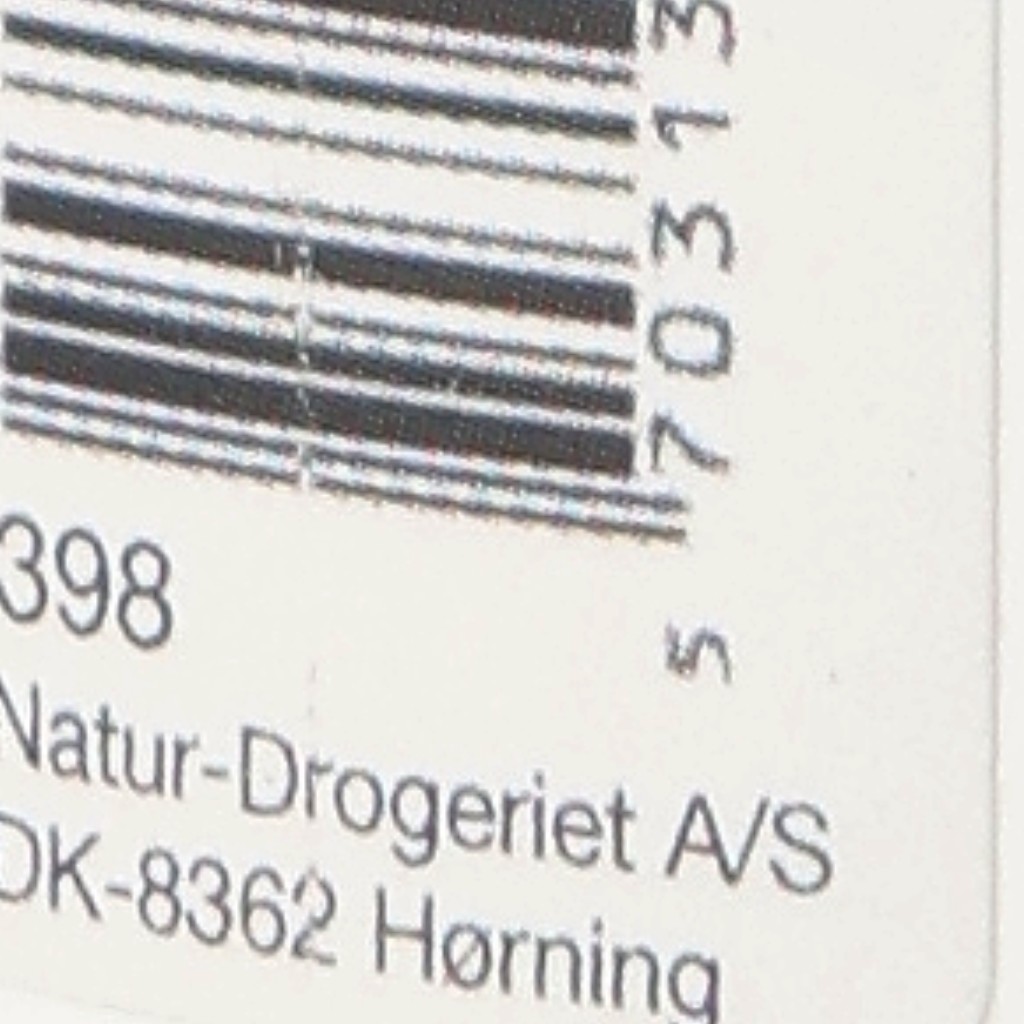 5 70313
398
Natur-Drogeriet A/S
DK-8362 Hørning